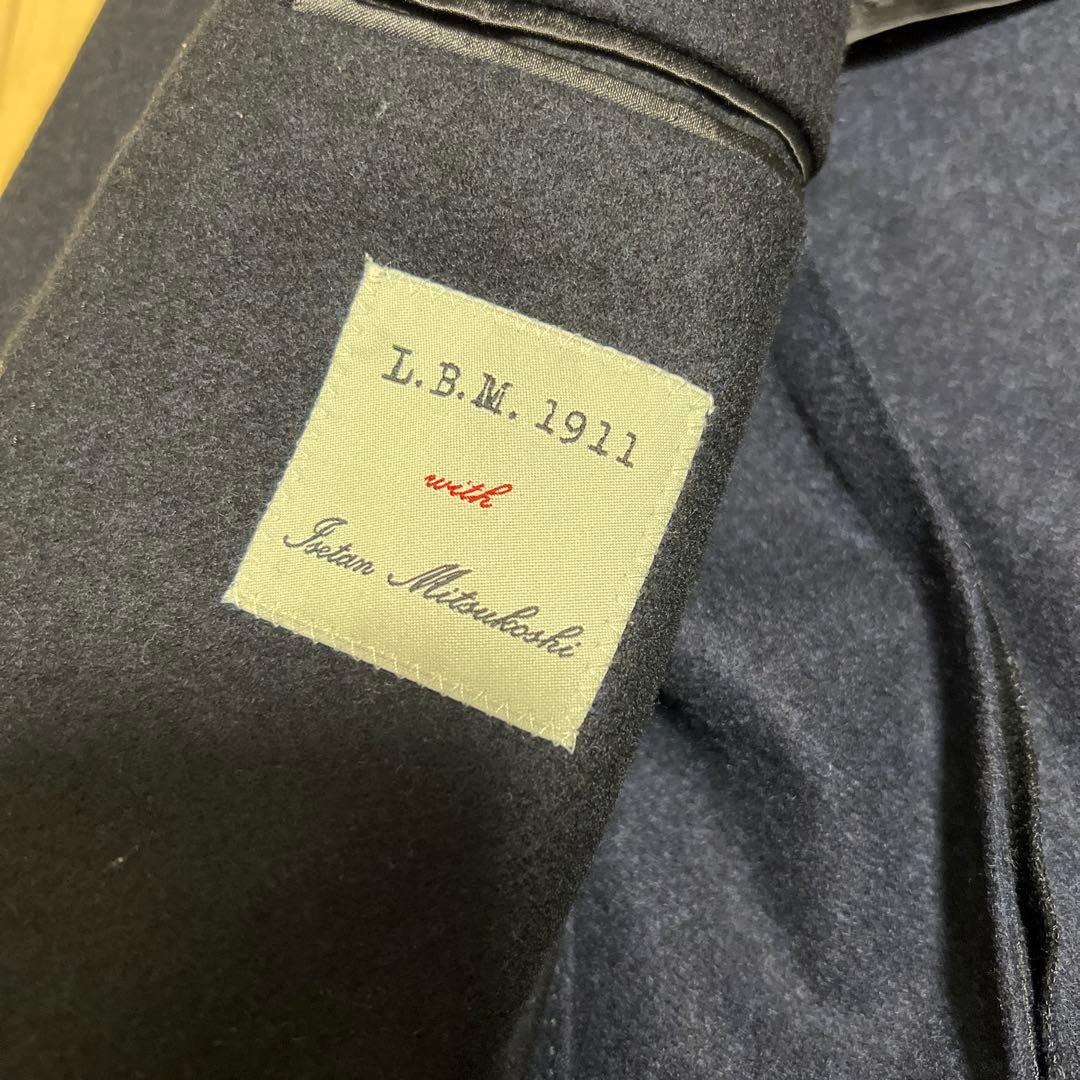 L.B.M. 1911
with
Isetan Mitsukoshi